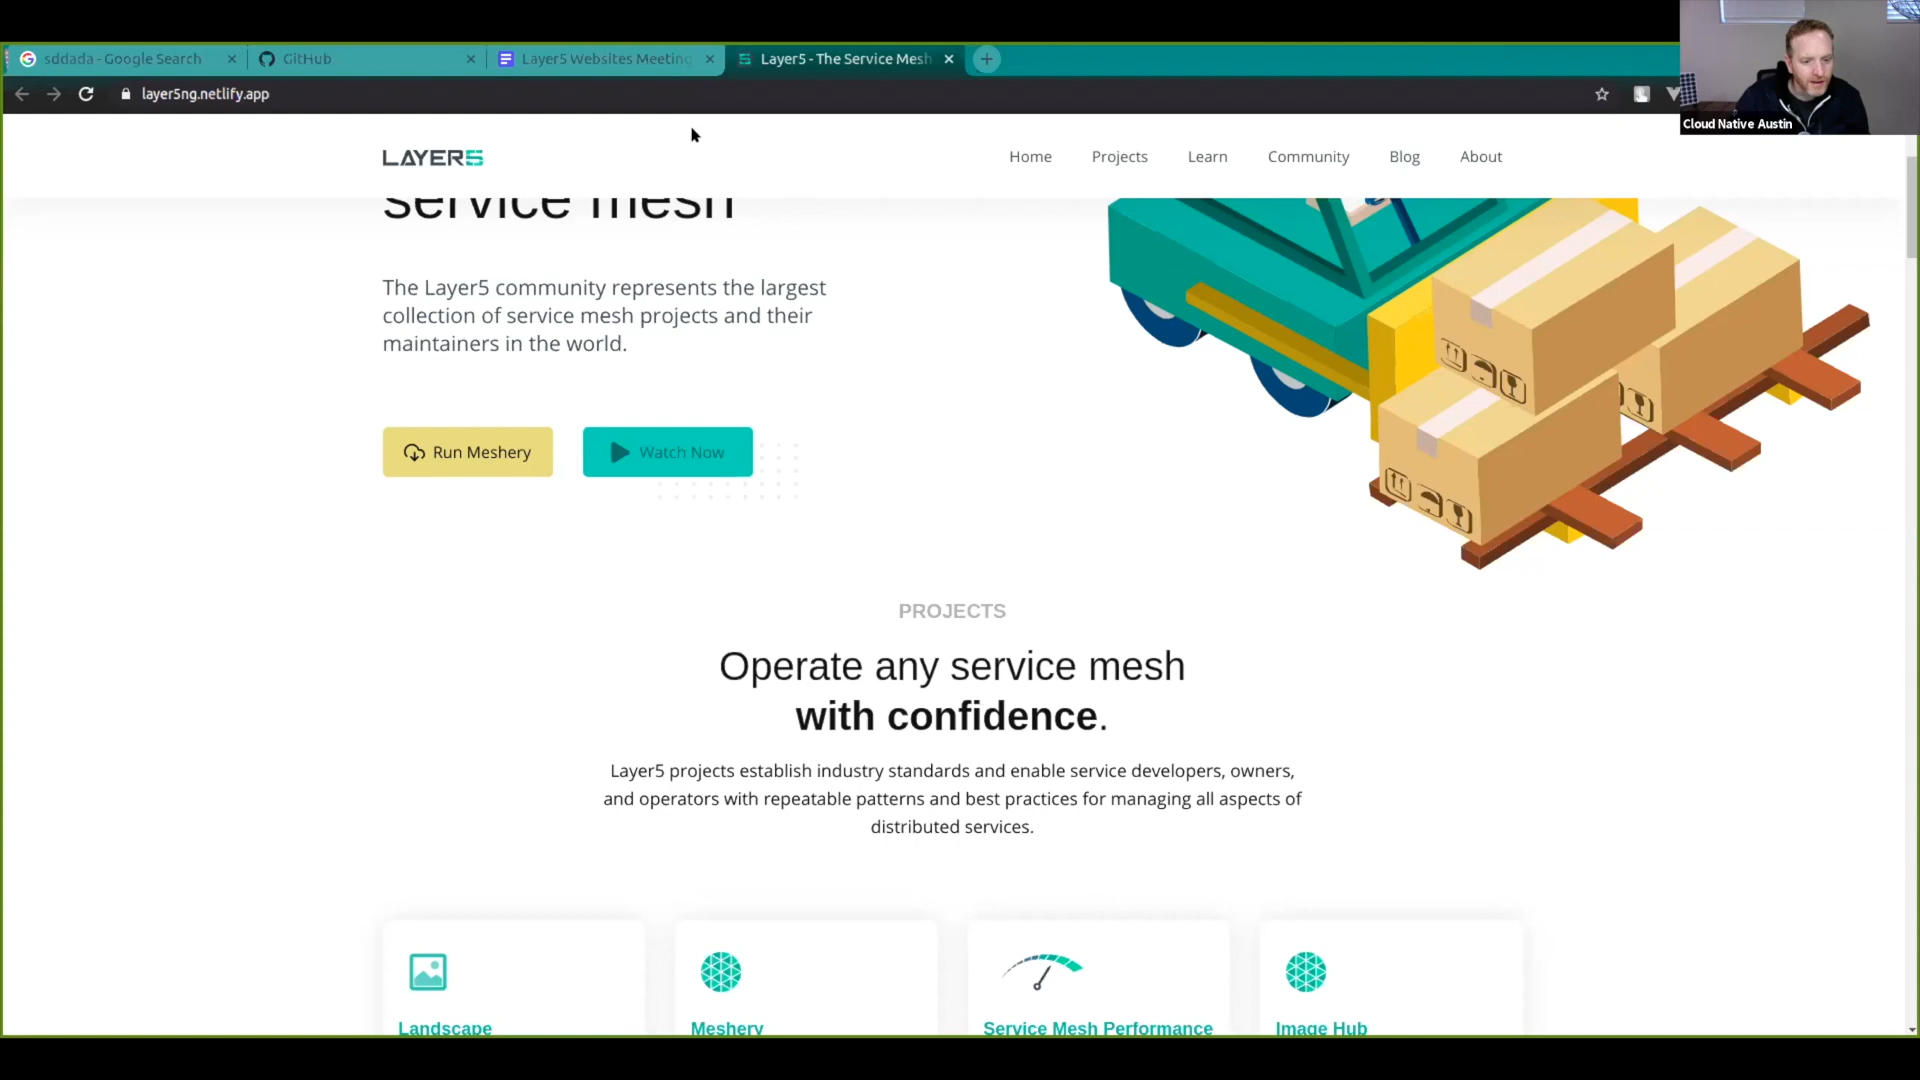 sddada - Google Search
GitHub
Layer5 Websites Meeting
Layer5 - The Service Mesh
layer5ng.netlify.app
Cloud Native Austin
LAYER5
Home
Projects
Learn
Community
Blog
About
service mesh
The Layer5 community represents the largest
collection of service mesh projects and their
maintainers in the world.
Run Meshery
Watch Now
PROJECTS
Operate any service mesh
with confidence.
Layer5 projects establish industry standards and enable service developers, owners,
and operators with repeatable patterns and best practices for managing all aspects of
distributed services.
Landscape
Meshery
Service Mesh Performance
Image Hub